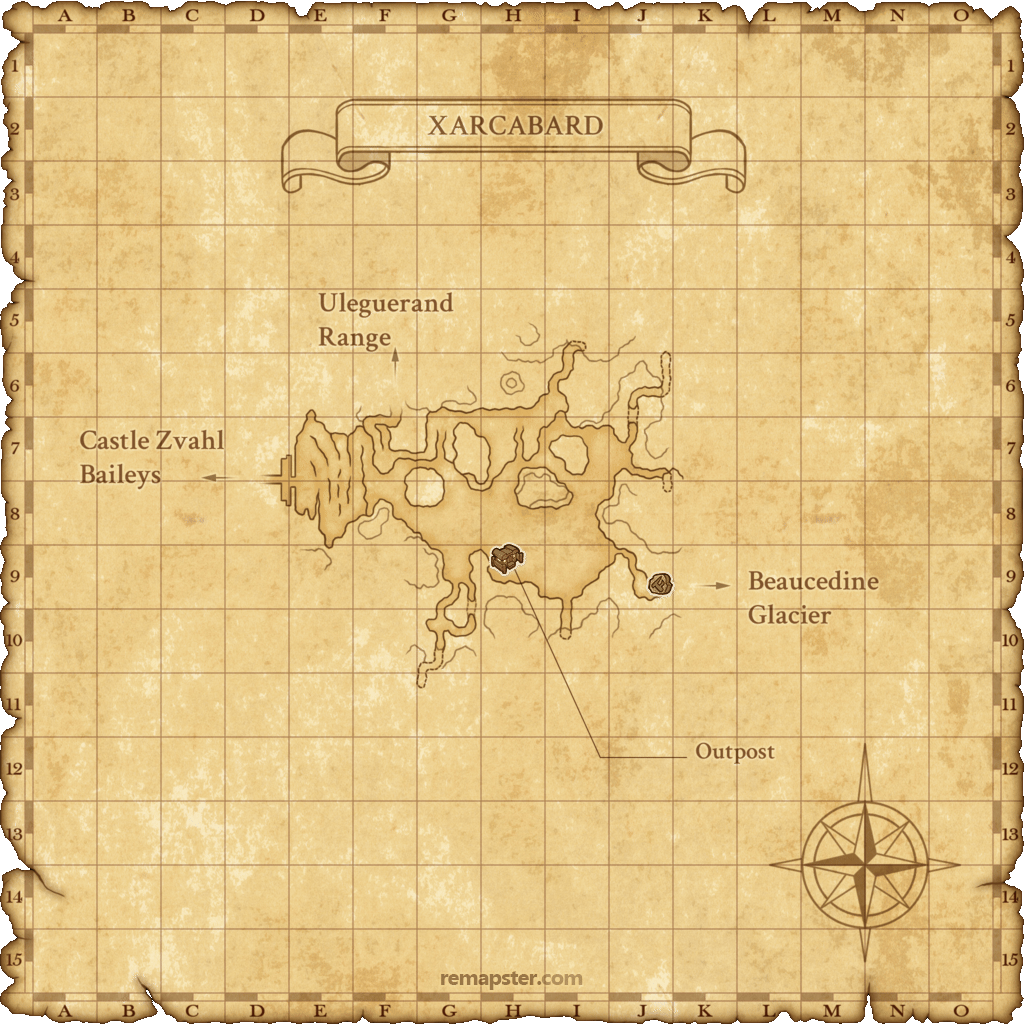 A B C D E F G H I J K L M N O
1 1
2 2
XARCABARD
3 3
4 4
5 5
Uleguerand
Range
6 6
7 7
Castle Zvahl
Baileys
8 8
9 9
Beaucedine
Glacier
10 10
11 11
Outpost
12 12
13 13
14 14
15 15
remapster.com
A B C D E F G H I J K L M N O